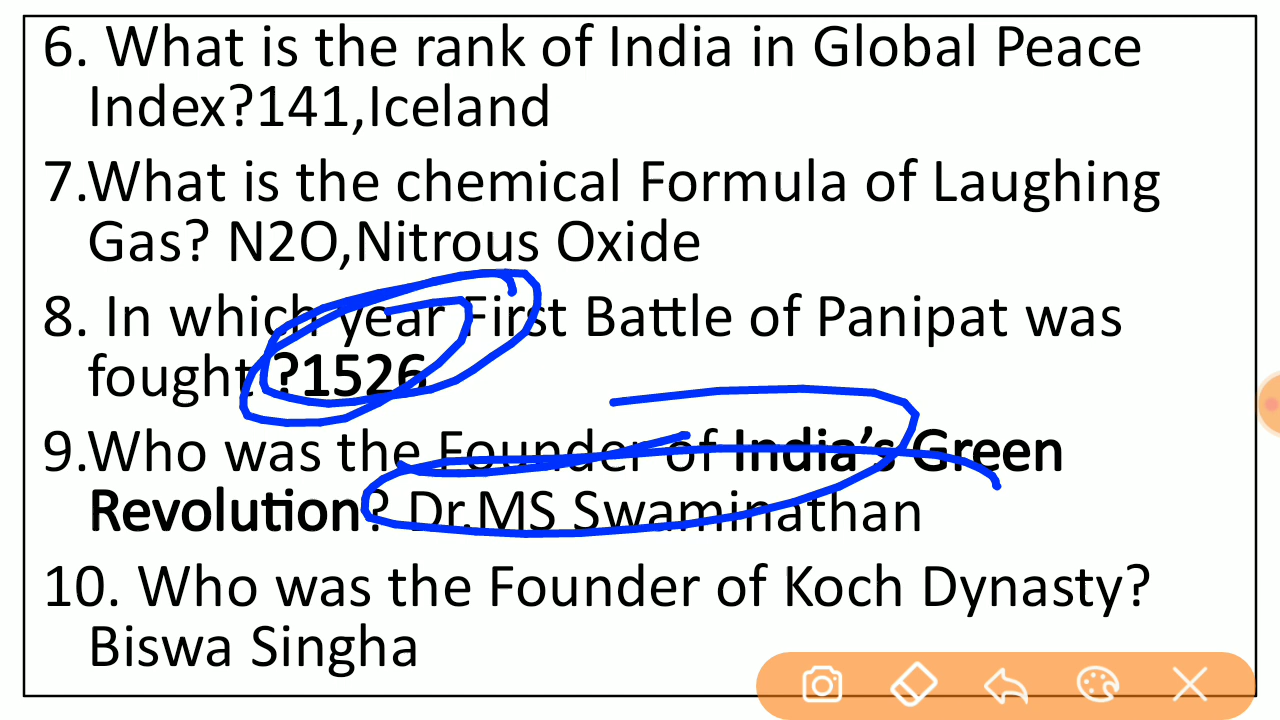 6. What is the rank of India in Global Peace
Index?141,Iceland
7.What is the chemical Formula of Laughing
Gas? N2O,Nitrous Oxide
8. In which year First Battle of Panipat was
fought ?1526
9.Who was the Founder of India's Green
Revolution? Dr.MS Swaminathan
10. Who was the Founder of Koch Dynasty?
Biswa Singha